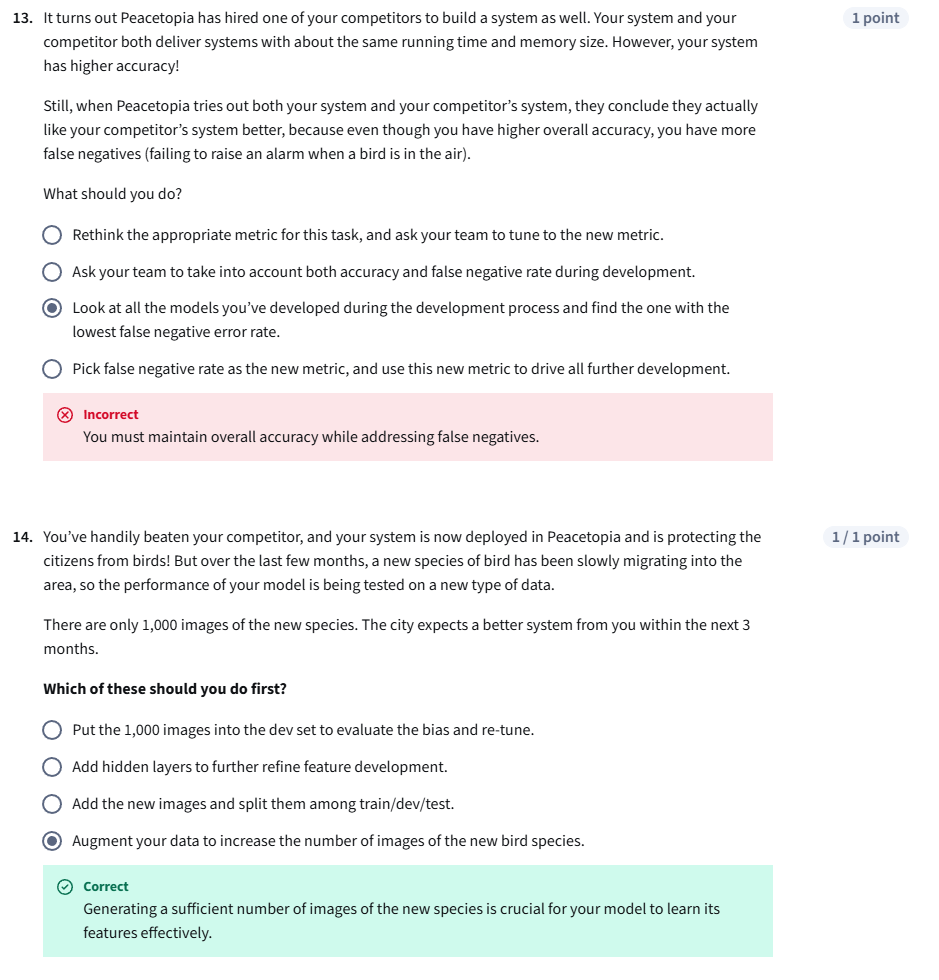 13. It turns out Peacetopia has hired one of your competitors to build a system as well. Your system and your
1 point
competitor both deliver systems with about the same running time and memory size. However, your system
has higher accuracy!
Still, when Peacetopia tries out both your system and your competitor's system, they conclude they actually
like your competitor's system better, because even though you have higher overall accuracy, you have more
false negatives (failing to raise an alarm when a bird is in the air).
What should you do?
Rethink the appropriate metric for this task, and ask your team to tune to the new metric.
Ask your team to take into account both accuracy and false negative rate during development.
Look at all the models you've developed during the development process and find the one with the
lowest false negative error rate.
Pick false negative rate as the new metric, and use this new metric to drive all further development.
Incorrect
You must maintain overall accuracy while addressing false negatives.
14. You've handily beaten your competitor, and your system is now deployed in Peacetopia and is protecting the
1 / 1 point
citizens from birds! But over the last few months, a new species of bird has been slowly migrating into the
area, so the performance of your model is being tested on a new type of data.
There are only 1,000 images of the new species. The city expects a better system from you within the next 3
months.
Which of these should you do first?
Put the 1,000 images into the dev set to evaluate the bias and re-tune.
Add hidden layers to further refine feature development.
Add the new images and split them among train/dev/test.
Augment your data to increase the number of images of the new bird species.
Correct
Generating a sufficient number of images of the new species is crucial for your model to learn its
features effectively.